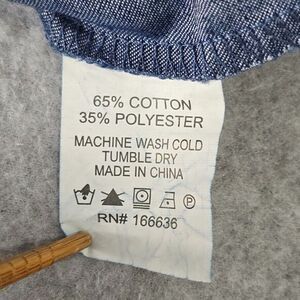 65% COTTON
35% POLYESTER
MACHINE WASH COLD
TUMBLE DRY
MADE IN CHINA
P
RN# 166636